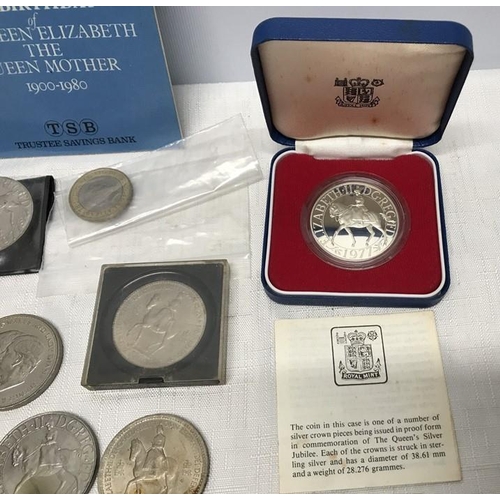 of
QUEEN ELIZABETH
THE
QUEEN MOTHER
1900-1980
TSB
TRUSTEE SAVINGS BANK
ELIZABETH·II D·G·REG
1977
ROYAL MINT
The coin in this case is one of a number of
silver crown pieces being issued in proof form
in commemoration of The Queen's Silver
Jubilee. Each of the crowns is struck in ster-
ling silver and has a diameter of 38.61 mm
and a weight of 28.276 grammes.